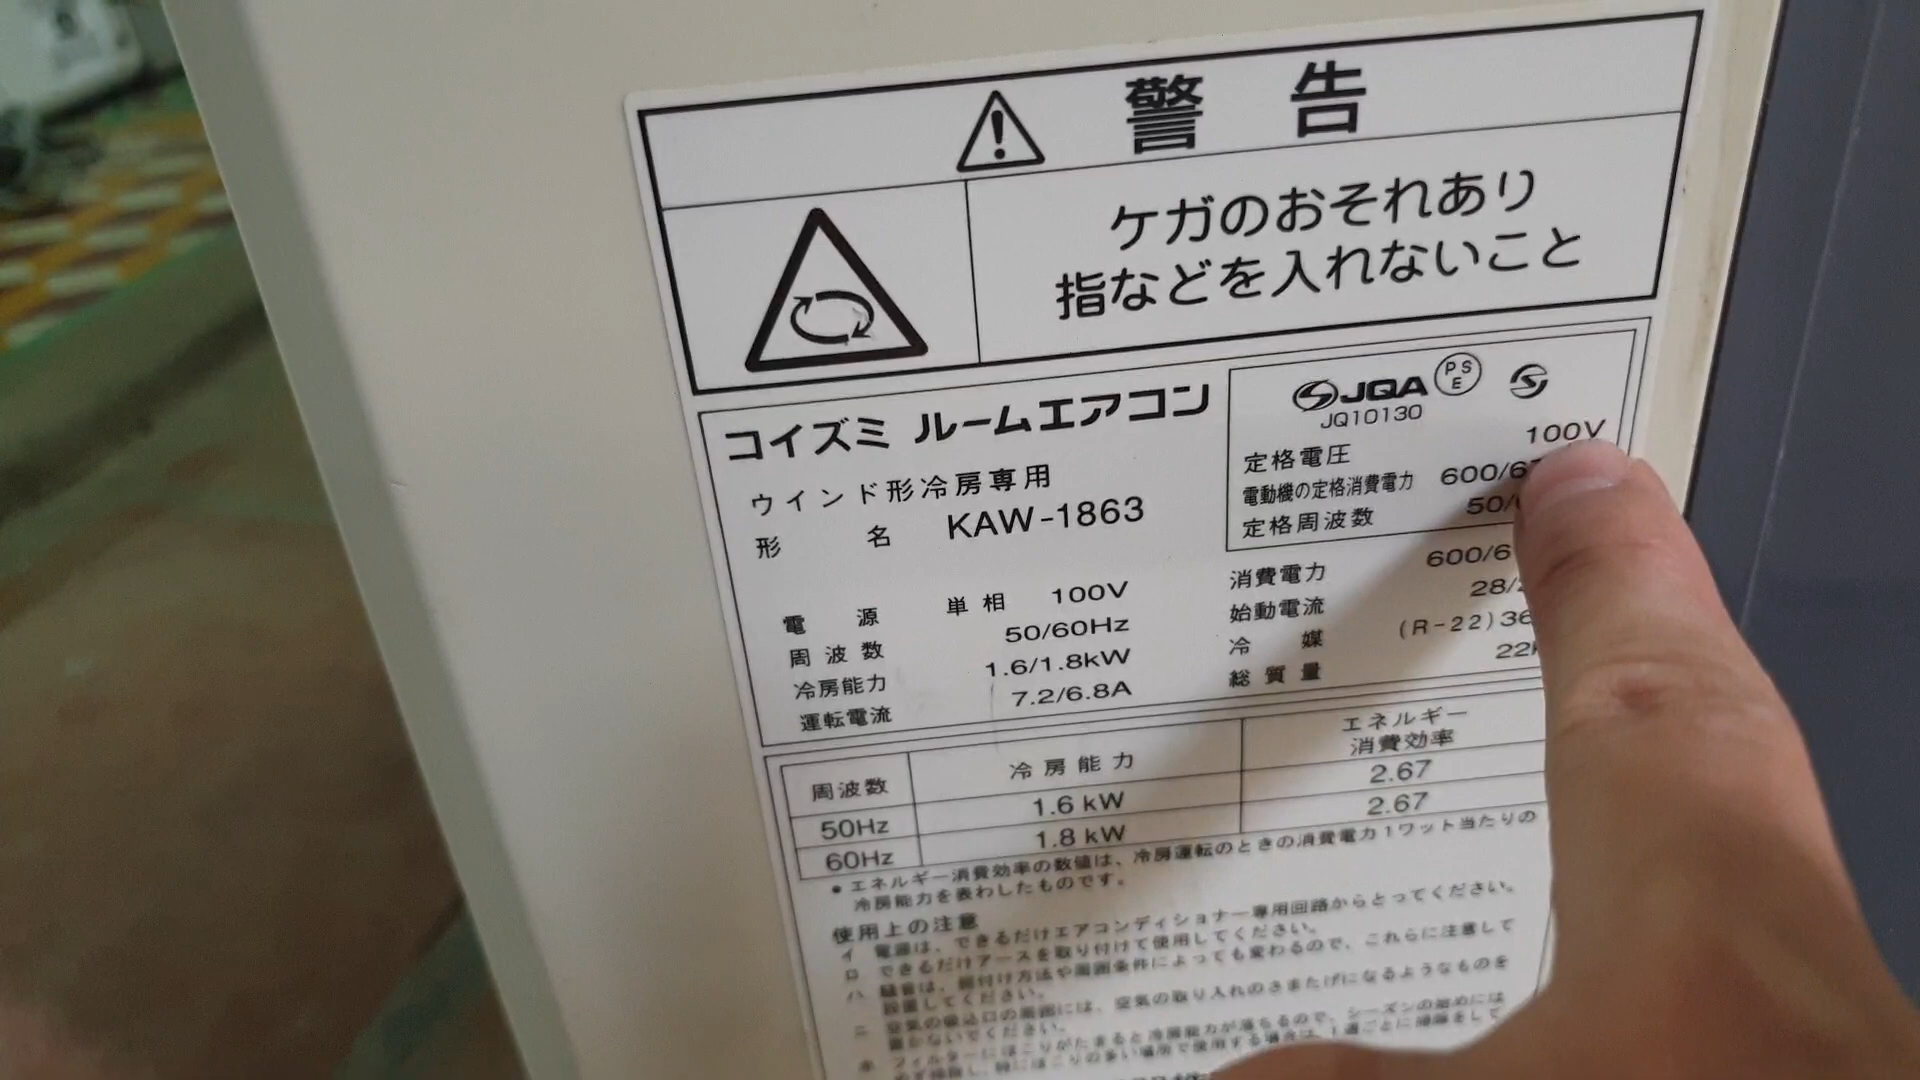 警告
ケガのおそれあり
指などを入れないこと
コイズミ ルームエアコン
ウインド形冷房専用
形名 KAW-1863
電源 単相 100V
周波数 50/60Hz
冷房能力 1.6/1.8kW
運転電流 7.2/6.8A
JQA PSE
JQ10130
定格電圧 100V
電動機の定格消費電力 600/67
定格周波数 50/
消費電力 600/6
始動電流 28/
冷媒 (R-22)36
総質量 22
周波数 冷房能力 エネルギー消費効率
50Hz 1.6 kW 2.67
60Hz 1.8 kW 2.67
● エネルギー消費効率の数値は、冷房運転のときの消費電力1ワット当たりの
冷房能力を表わしたものです。
使用上の注意
イ 電源は、できるだけエアコンディショナー専用回路からとってください。
ロ できるだけアースを取り付けて使用してください。
ハ 騒音は、据付け方法や周囲条件によっても変わるので、これらに注意して
設置してください。
ニ 空気の吸込口の周囲には、空気の取り入れのさまたげになるようなものを
置かないでください。
ホ フィルターにほこりがたまると冷房能力が落ちるので、シーズンの始めには